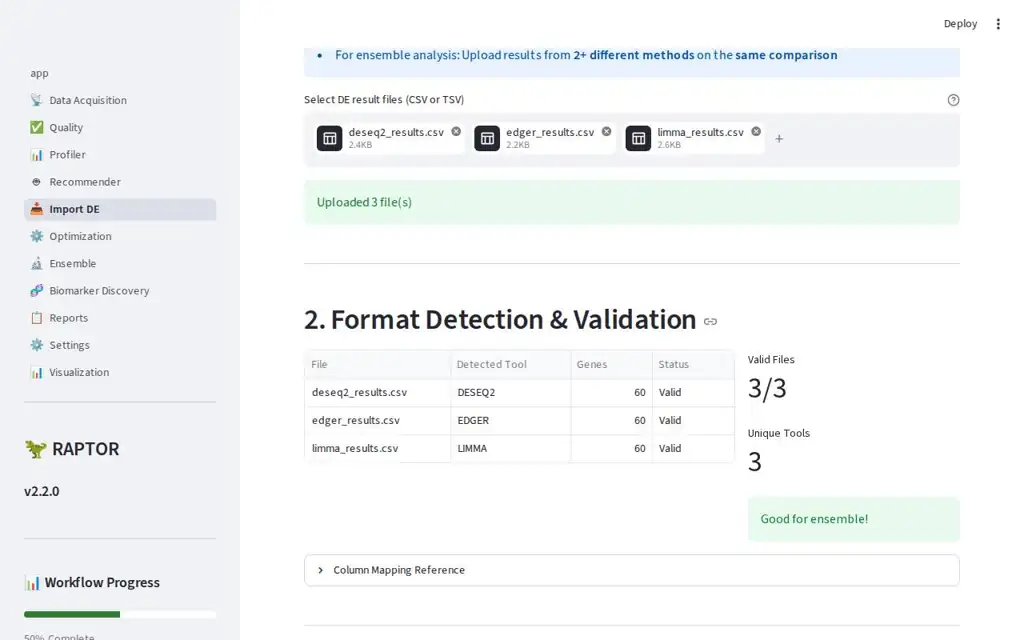 Deploy
app
Data Acquisition
Quality
Profiler
Recommender
Import DE
Optimization
Ensemble
Biomarker Discovery
Reports
Settings
Visualization
RAPTOR
v2.2.0
Workflow Progress
50% Complete
• For ensemble analysis: Upload results from 2+ different methods on the same comparison
Select DE result files (CSV or TSV)
deseq2_results.csv edger_results.csv limma_results.csv
2.4KB 2.2KB 2.6KB
Uploaded 3 file(s)
2. Format Detection & Validation
File Detected Tool Genes Status
deseq2_results.csv DESEQ2 60 Valid
edger_results.csv EDGER 60 Valid
limma_results.csv LIMMA 60 Valid
Valid Files
3/3
Unique Tools
3
Good for ensemble!
Column Mapping Reference